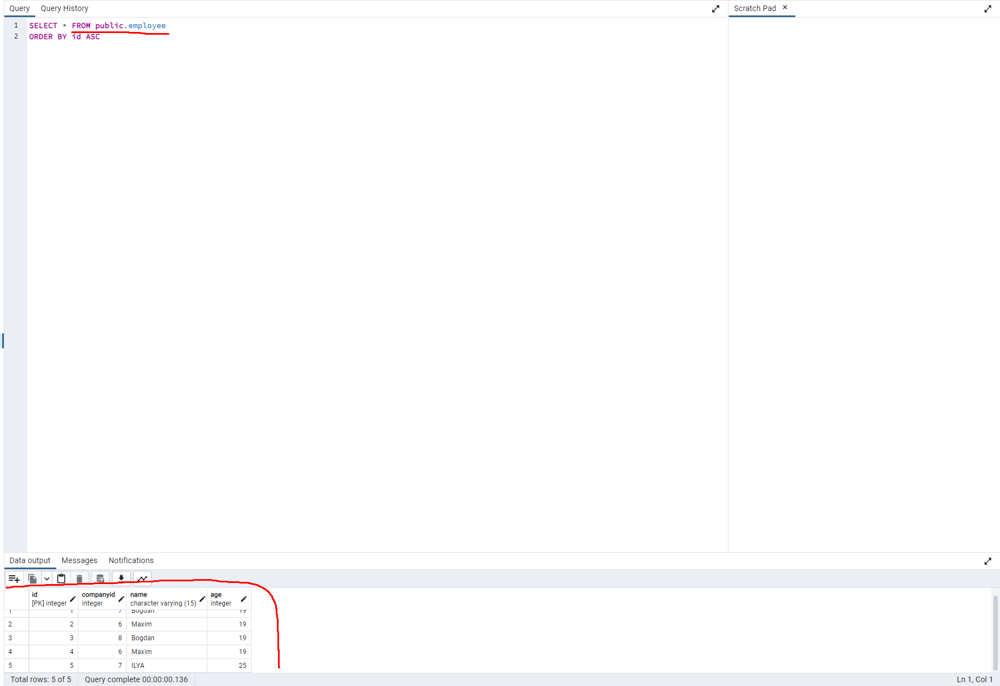 Query Query History
Scratch Pad ×
1 SELECT * FROM public.employee
2 ORDER BY id ASC
Data output Messages Notifications
id companyid name age
[PK] integer integer character varying (15) integer
1 1 7 Bogdan 19
2 2 6 Maxim 19
3 3 8 Bogdan 19
4 4 6 Maxim 19
5 5 7 ILYA 25
Total rows: 5 of 5 Query complete 00:00:00.136 Ln 1, Col 1